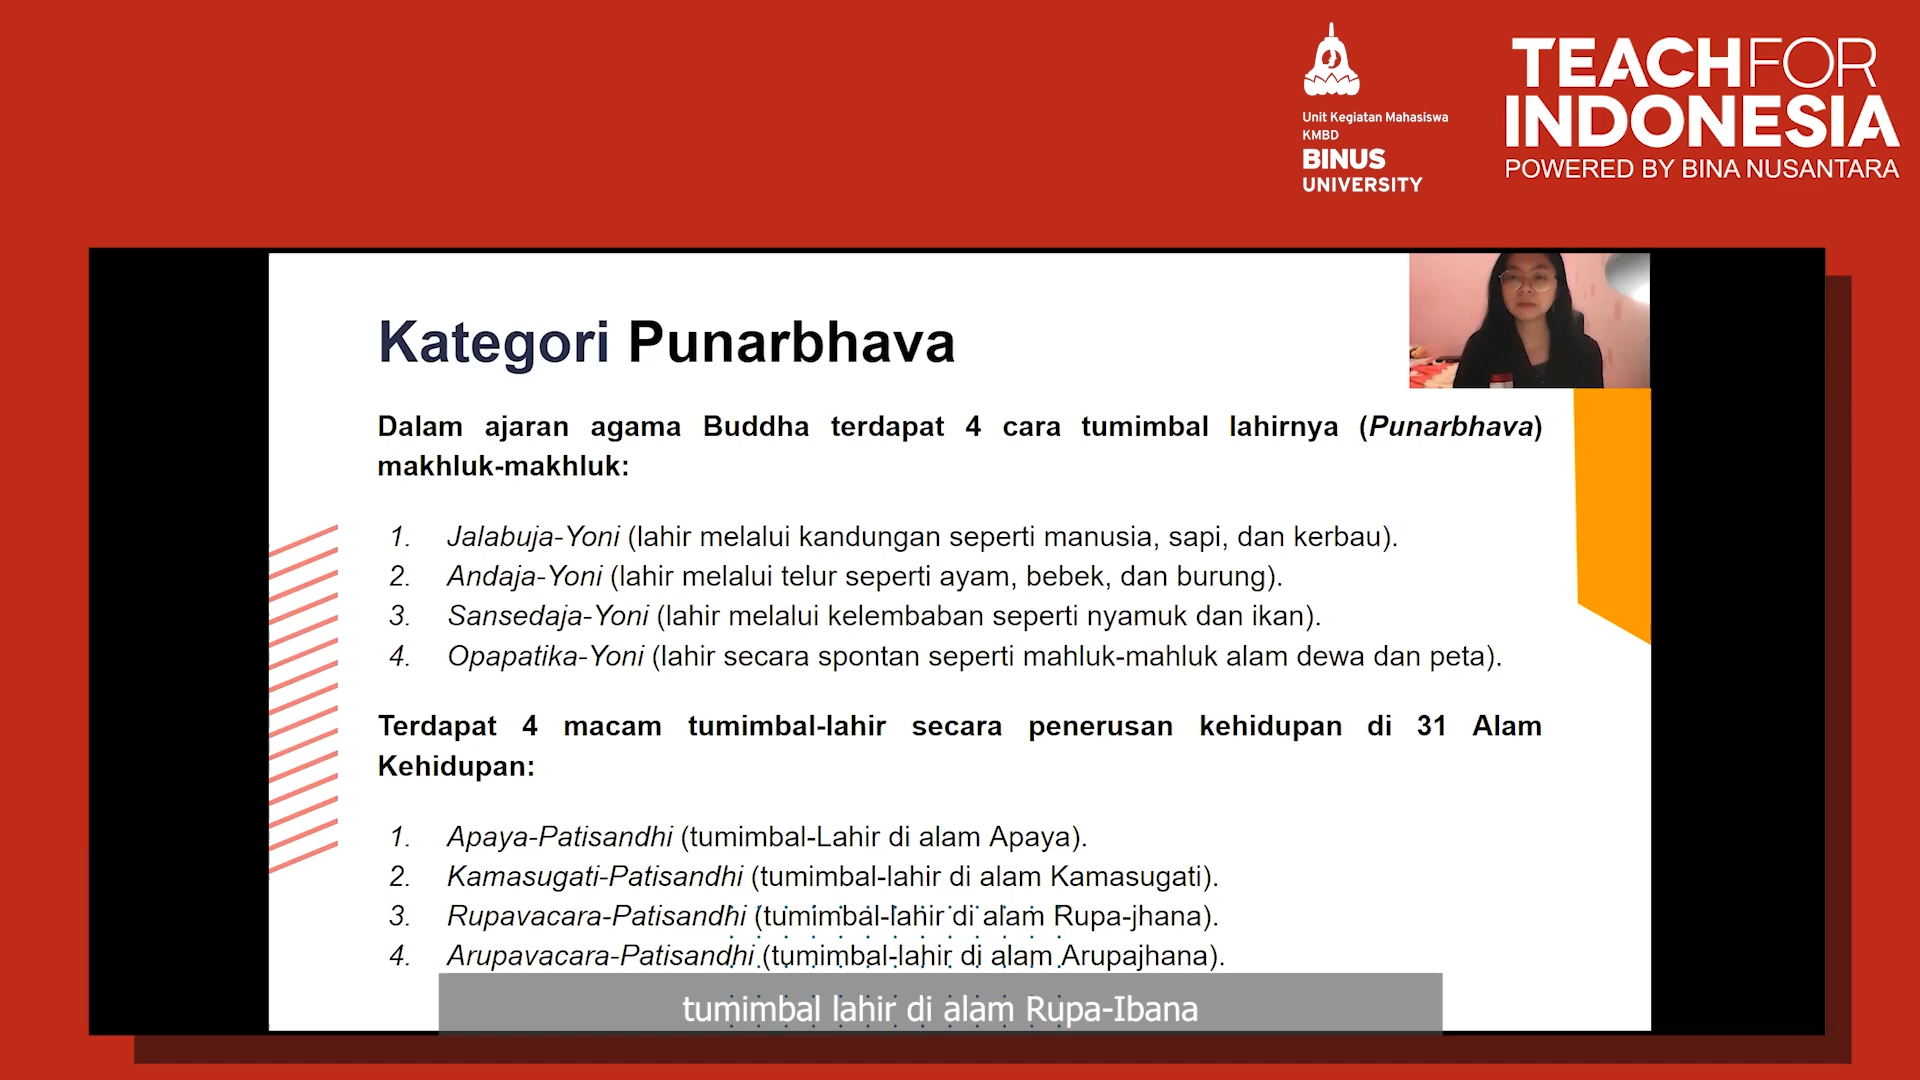 Unit Kegiatan Mahasiswa
KMBD
BINUS
UNIVERSITY
TEACHFOR
INDONESIA
POWERED BY BINA NUSANTARA
Kategori Punarbhava
Dalam ajaran agama Buddha terdapat 4 cara tumimbal lahirnya (Punarbhava)
makhluk-makhluk:
1. Jalabuja-Yoni (lahir melalui kandungan seperti manusia, sapi, dan kerbau).
2. Andaja-Yoni (lahir melalui telur seperti ayam, bebek, dan burung).
3. Sansedaja-Yoni (lahir melalui kelembaban seperti nyamuk dan ikan).
4. Opapatika-Yoni (lahir secara spontan seperti mahluk-mahluk alam dewa dan peta).
Terdapat 4 macam tumimbal-lahir secara penerusan kehidupan di 31 Alam
Kehidupan:
1. Apaya-Patisandhi (tumimbal-Lahir di alam Apaya).
2. Kamasugati-Patisandhi (tumimbal-lahir di alam Kamasugati).
3. Rupavacara-Patisandhi (tumimbal-lahir di alam Rupa-jhana).
4. Arupavacara-Patisandhi (tumimbal-lahir di alam Arupajhana).
tumimbal lahir di alam Rupa-Ibana